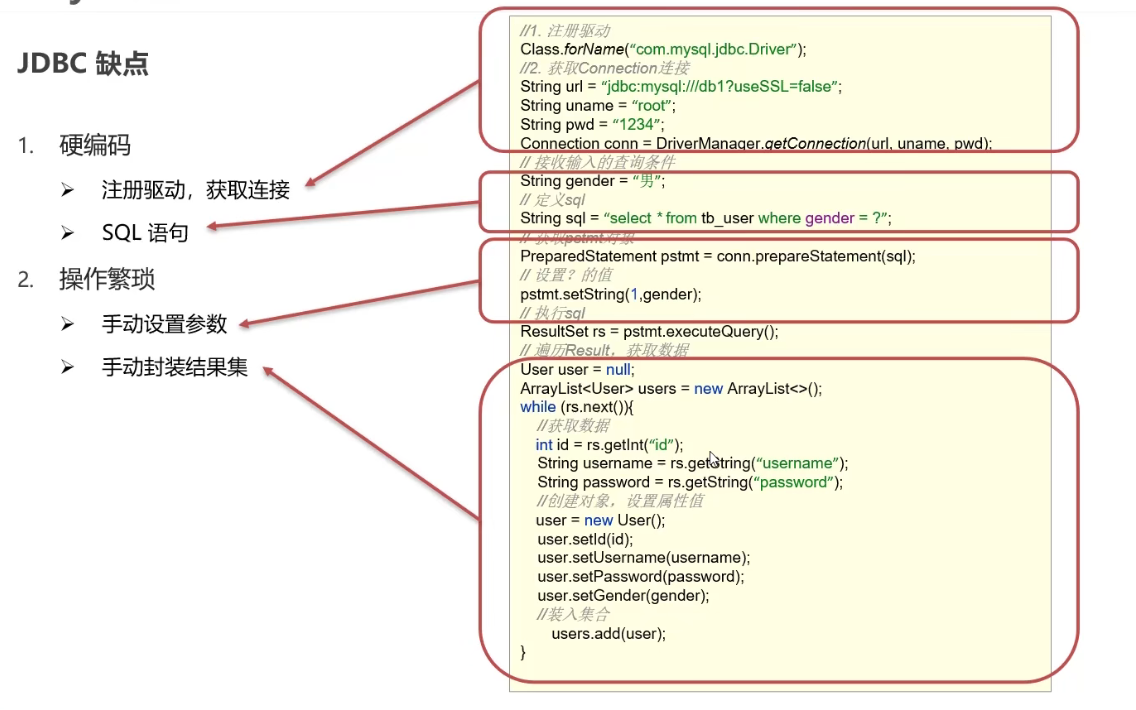 JDBC 缺点
1. 硬编码
➢ 注册驱动，获取连接
➢ SQL 语句
2. 操作繁琐
➢ 手动设置参数
➢ 手动封装结果集
//1. 注册驱动
Class.forName(“com.mysql.jdbc.Driver”);
//2. 获取Connection连接
String url = “jdbc:mysql:///db1?useSSL=false”;
String uname = “root”;
String pwd = “1234”;
Connection conn = DriverManager.getConnection(url, uname, pwd);
// 接收输入的查询条件
String gender = “男”;
// 定义sql
String sql = “select * from tb_user where gender = ?”;
// 获取pstmt对象
PreparedStatement pstmt = conn.prepareStatement(sql);
// 设置？的值
pstmt.setString(1,gender);
// 执行sql
ResultSet rs = pstmt.executeQuery();
// 遍历Result，获取数据
User user = null;
ArrayList<User> users = new ArrayList<>();
while (rs.next()){
//获取数据
int id = rs.getInt(“id”);
String username = rs.getString(“username”);
String password = rs.getString(“password”);
//创建对象，设置属性值
user = new User();
user.setId(id);
user.setUsername(username);
user.setPassword(password);
user.setGender(gender);
//装入集合
users.add(user);
}